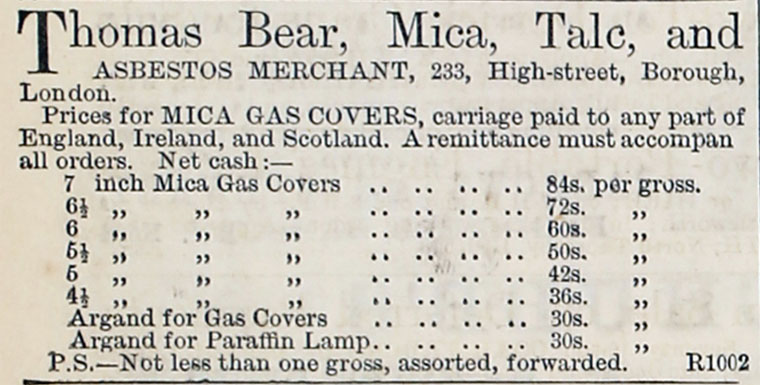 Thomas Bear, Mica, Talc, and
ASBESTOS MERCHANT, 233, High-street, Borough,
London.
Prices for MICA GAS COVERS, carriage paid to any part of
England, Ireland, and Scotland. A remittance must accompan
all orders. Net cash:—
7 inch Mica Gas Covers .. .. .. .. .. 84s. per gross.
6½ ,, ,, ,, .. .. .. .. .. 72s. ,,
6 ,, ,, ,, .. .. .. .. .. 60s. ,,
5½ ,, ,, ,, .. .. .. .. .. 50s. ,,
5 ,, ,, ,, .. .. .. .. .. 42s. ,,
4½ ,, ,, ,, .. .. .. .. .. 36s. ,,
Argand for Gas Covers .. .. .. .. .. 30s. ,,
Argand for Paraffin Lamp .. .. .. .. 30s. ,,
P.S.—Not less than one gross, assorted, forwarded. R1002